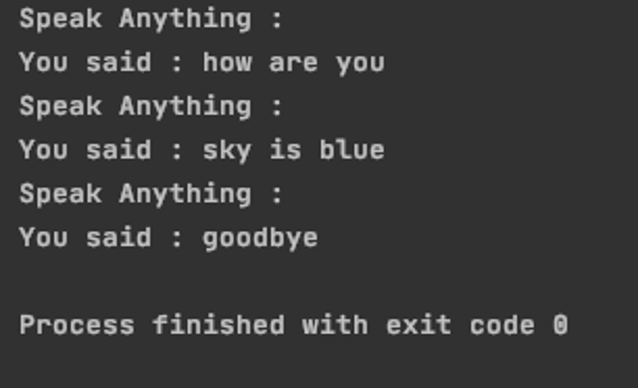 Speak Anything :
You said : how are you
Speak Anything :
You said : sky is blue
Speak Anything :
You said : goodbye
Process finished with exit code 0